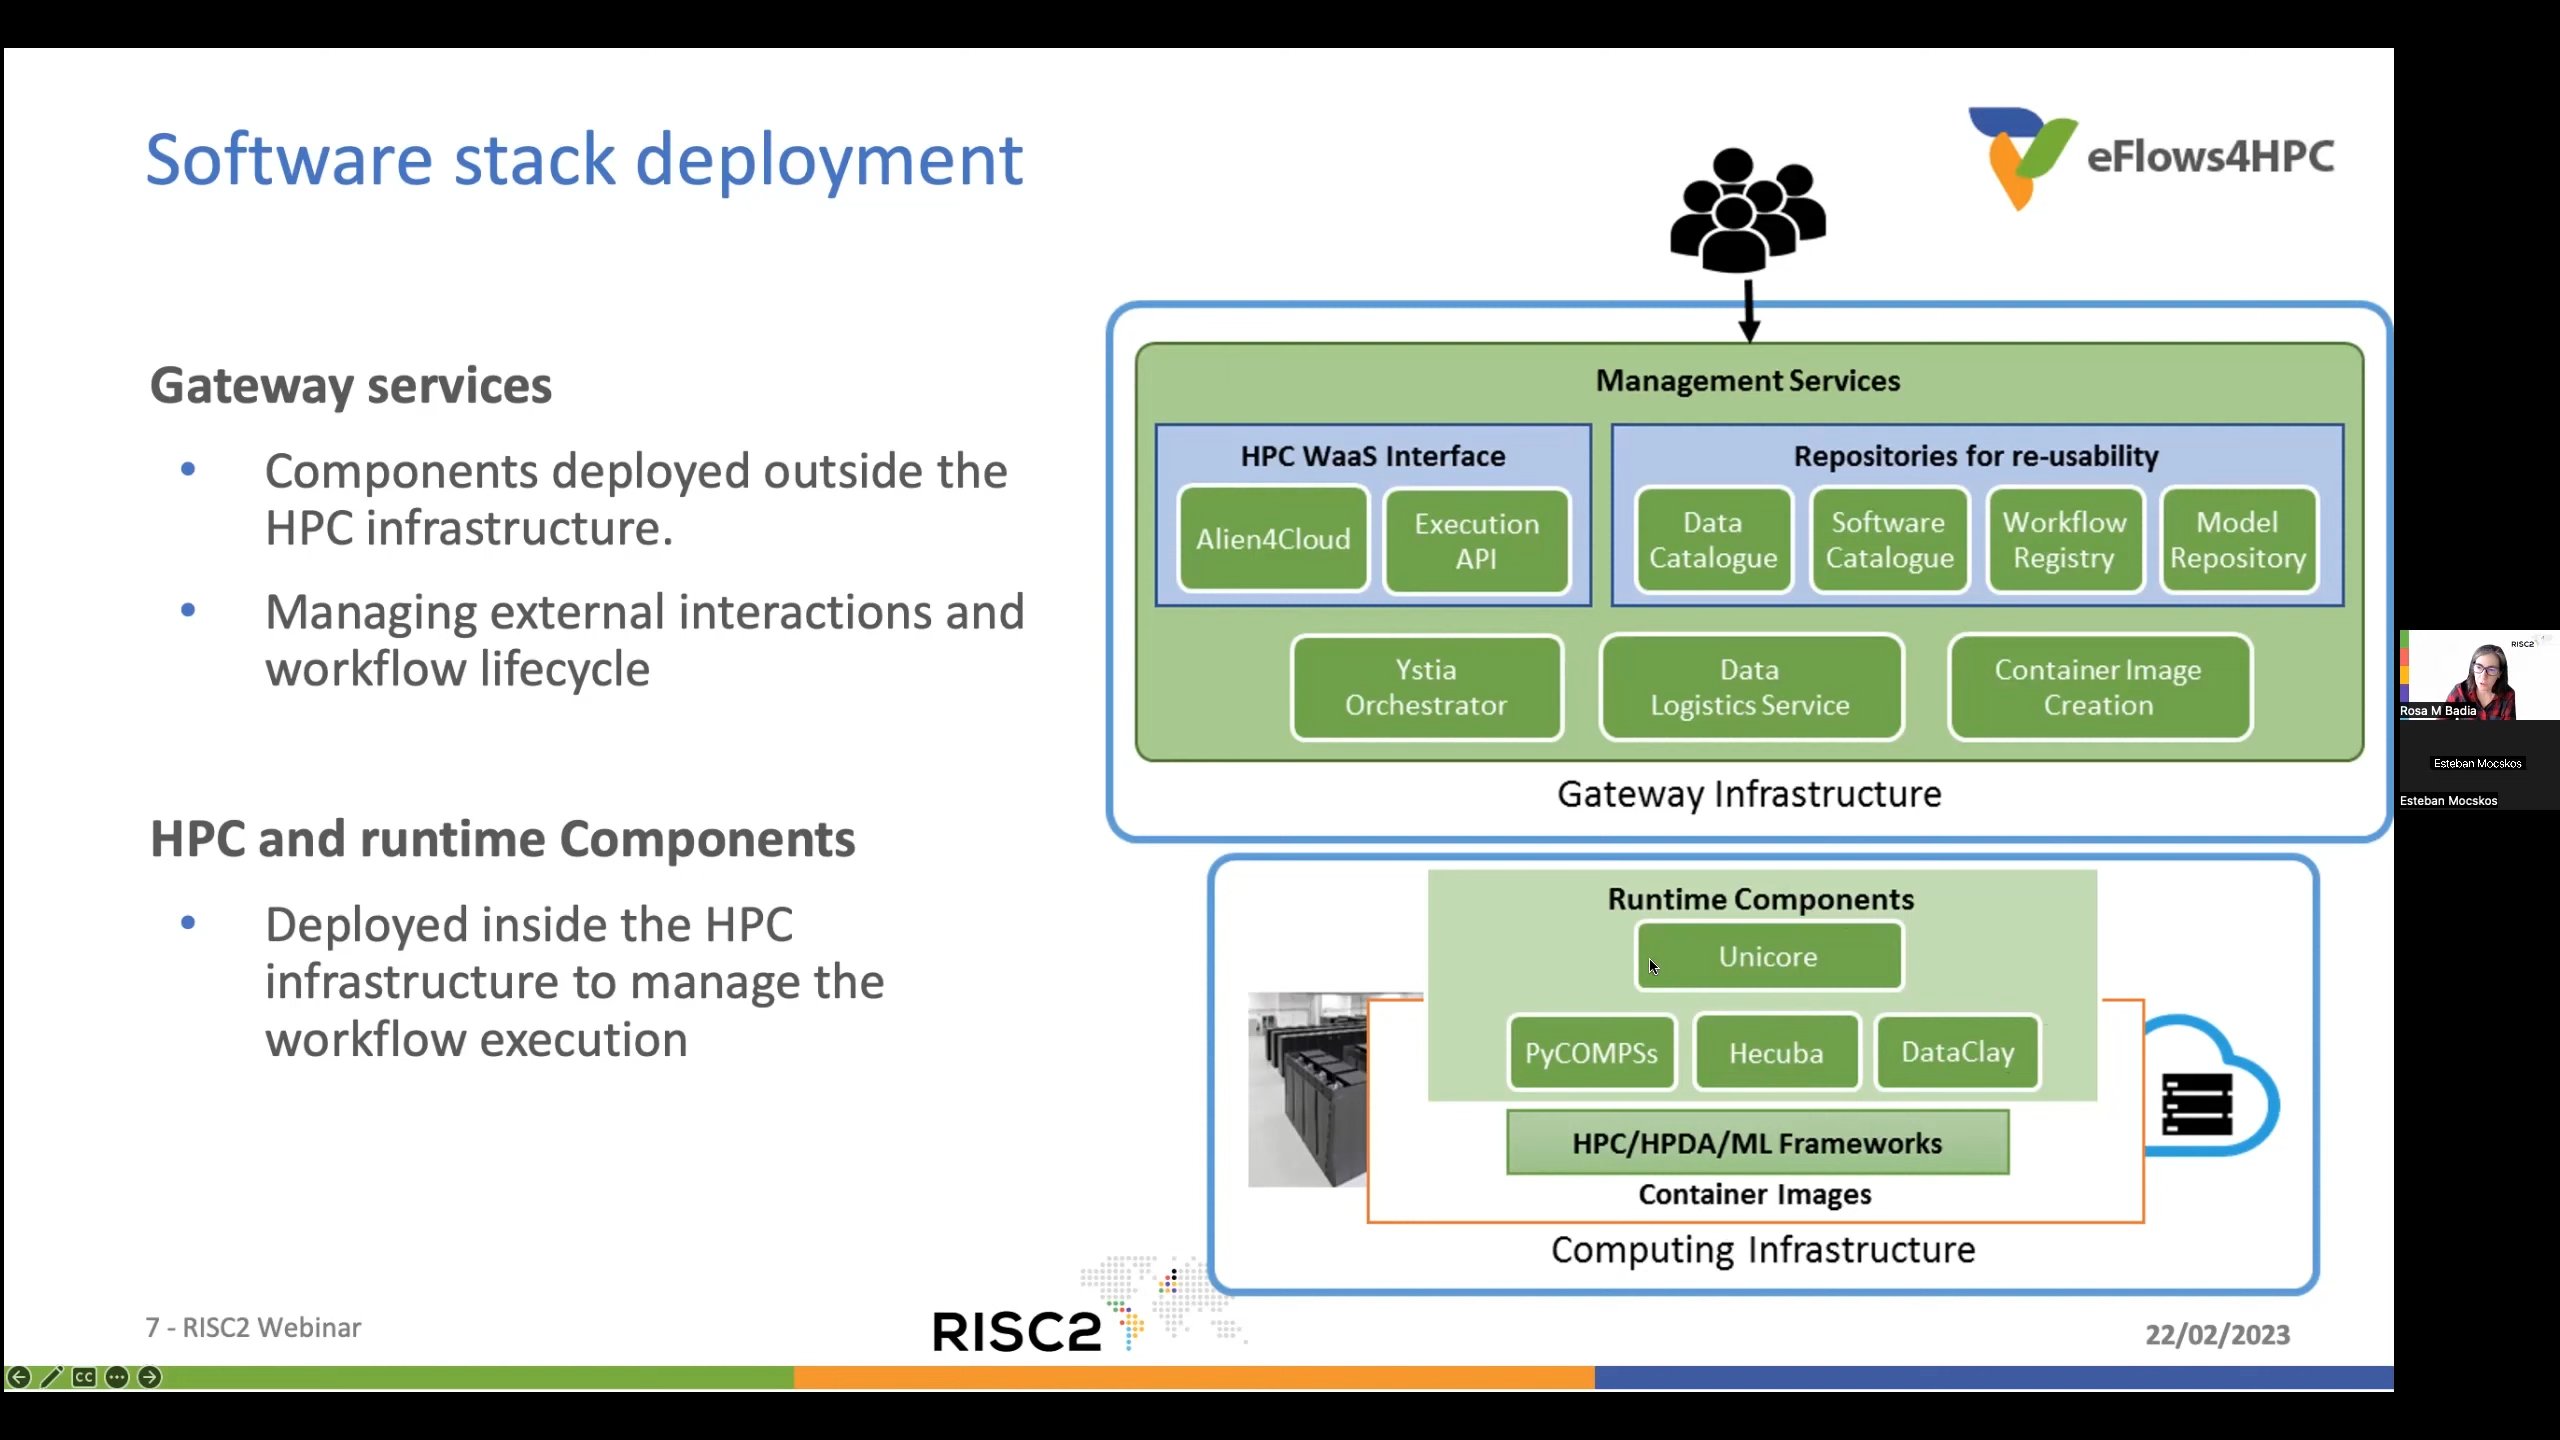 Software stack deployment
eFlows4HPC
Gateway services
• Components deployed outside the
HPC infrastructure.
• Managing external interactions and
workflow lifecycle
HPC and runtime Components
• Deployed inside the HPC
infrastructure to manage the
workflow execution
Management Services
HPC WaaS Interface
Alien4Cloud
Execution
API
Repositories for re-usability
Data
Catalogue
Software
Catalogue
Workflow
Registry
Model
Repository
Ystia
Orchestrator
Data
Logistics Service
Container Image
Creation
Gateway Infrastructure
Runtime Components
Unicore
PyCOMPSs
Hecuba
DataClay
HPC/HPDA/ML Frameworks
Container Images
Computing Infrastructure
7 - RISC2 Webinar
RISC2
22/02/2023
CC
RISC2
Rosa M Badia
Esteban Mocskos
Esteban Mocskos